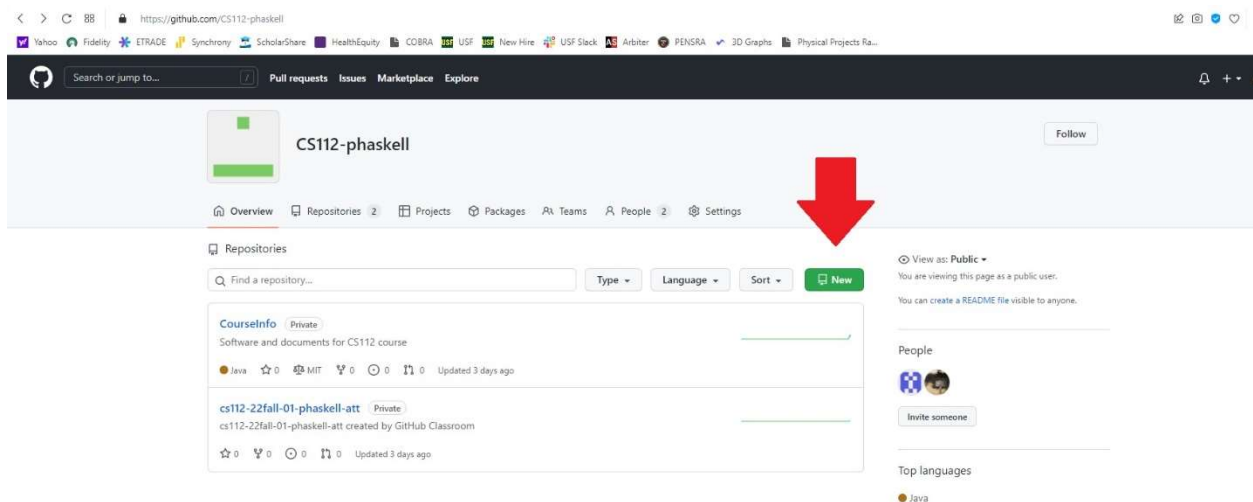 https://github.com/CS112-phaskell
Yahoo Fidelity ETRADE Synchrony ScholarShare HealthEquity COBRA USF USF USF New Hire USF Slack AS Arbiter PENSRA 3D Graphs Physical Projects Ra...
Search or jump to... / Pull requests Issues Marketplace Explore
CS112-phaskell
Follow
Overview Repositories 2 Projects Packages Teams People 2 Settings
Repositories
Find a repository... Type Language Sort New
CourseInfo Private
Software and documents for CS112 course
Java 0 MIT 0 0 0 Updated 3 days ago
cs112-22fall-01-phaskell-att Private
cs112-22fall-01-phaskell-att created by GitHub Classroom
0 0 0 0 Updated 3 days ago
View as: Public
You are viewing this page as a public user.
You can create a README file visible to anyone.
People
Invite someone
Top languages
Java